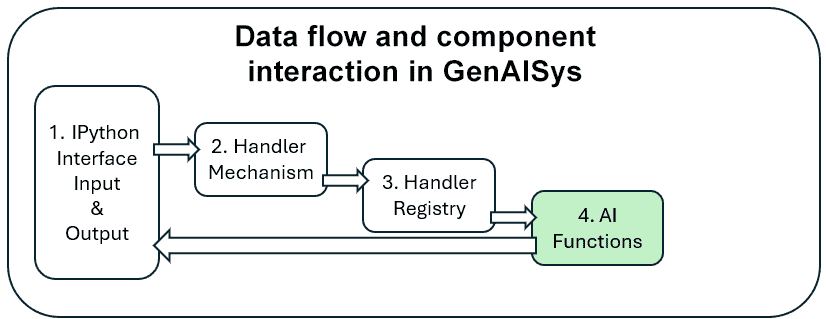 Data flow and component
interaction in GenAISys
1. IPython
Interface
Input
&
Output
2. Handler
Mechanism
3. Handler
Registry
4. AI
Functions